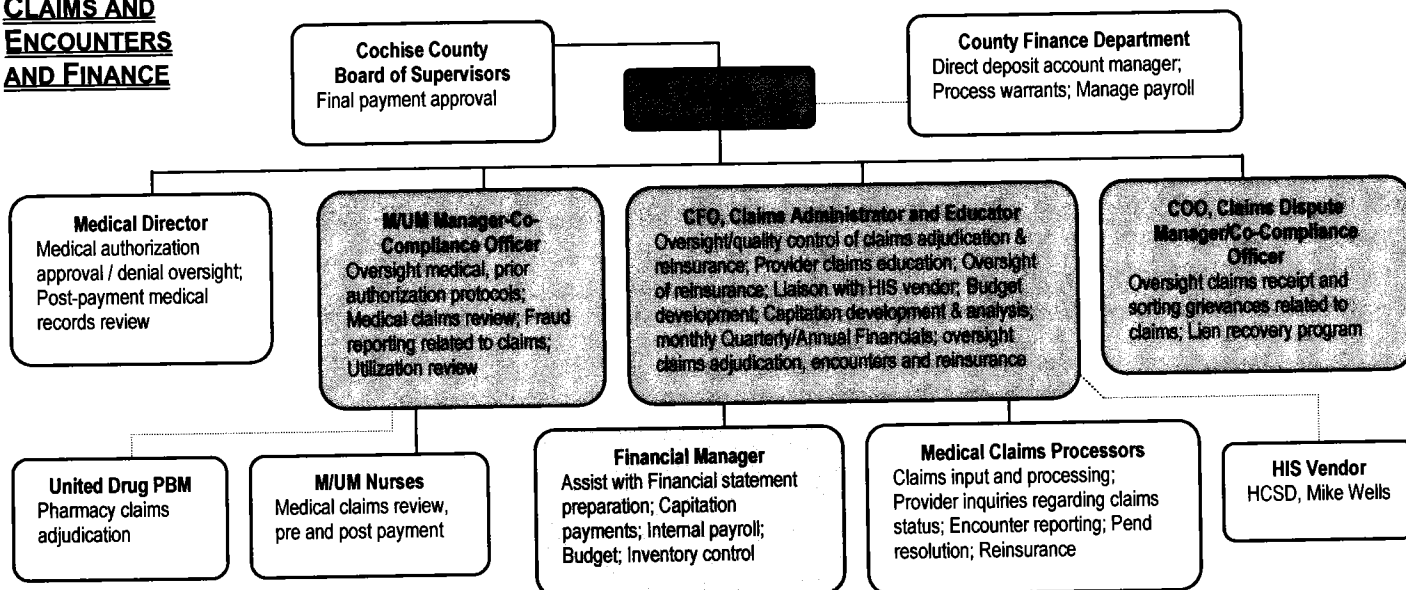 CLAIMS AND
ENCOUNTERS
AND FINANCE
Cochise County
Board of Supervisors
Final payment approval
County Finance Department
Direct deposit account manager;
Process warrants; Manage payroll
Medical Director
Medical authorization
approval / denial oversight;
Post-payment medical
records review
M/UM Manager-Co-
Compliance Officer
Oversight medical, prior
authorization protocols;
Medical claims review; Fraud
reporting related to claims;
Utilization review
CFO, Claims Administrator and Educator
Oversight/quality control of claims adjudication &
reinsurance; Provider claims education; Oversight
of reinsurance; Liaison with HIS vendor; Budget
development; Capitation development & analysis;
monthly Quarterly/Annual Financials; oversight
claims adjudication, encounters and reinsurance
COO, Claims Dispute
Manager/Co-Compliance
Officer
Oversight claims receipt and
sorting grievances related to
claims; Lien recovery program
United Drug PBM
Pharmacy claims
adjudication
M/UM Nurses
Medical claims review,
pre and post payment
Financial Manager
Assist with Financial statement
preparation; Capitation
payments; Internal payroll;
Budget; Inventory control
Medical Claims Processors
Claims input and processing;
Provider inquiries regarding claims
status; Encounter reporting; Pend
resolution; Reinsurance
HIS Vendor
HCSD, Mike Wells